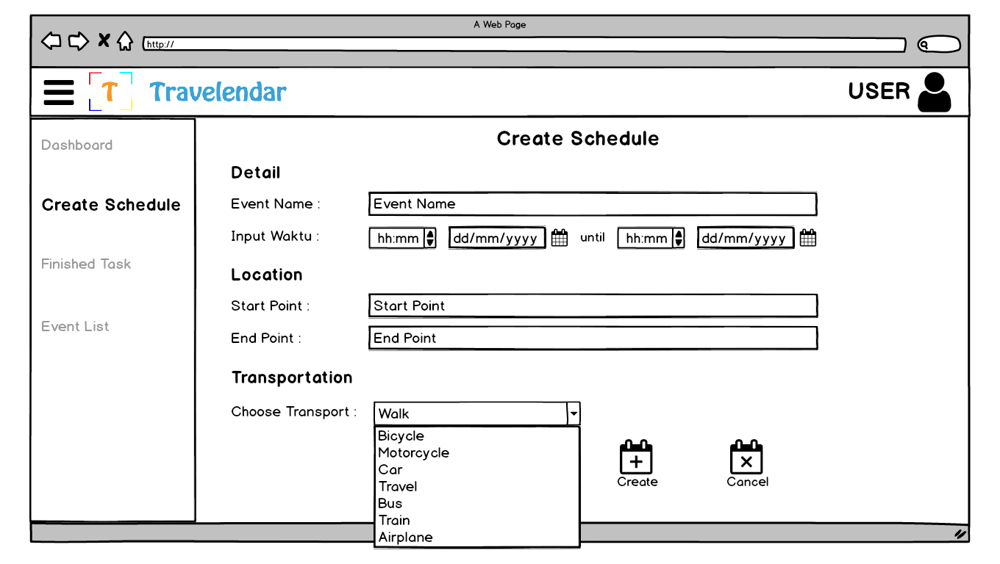 A Web Page
http://
T Travelendar USER
Dashboard
Create Schedule
Finished Task
Event List
Create Schedule
Detail
Event Name : Event Name
Input Waktu : hh:mm dd/mm/yyyy until hh:mm dd/mm/yyyy
Location
Start Point : Start Point
End Point : End Point
Transportation
Choose Transport : Walk
Bicycle
Motorcycle
Car
Travel
Bus
Train
Airplane
Create Cancel